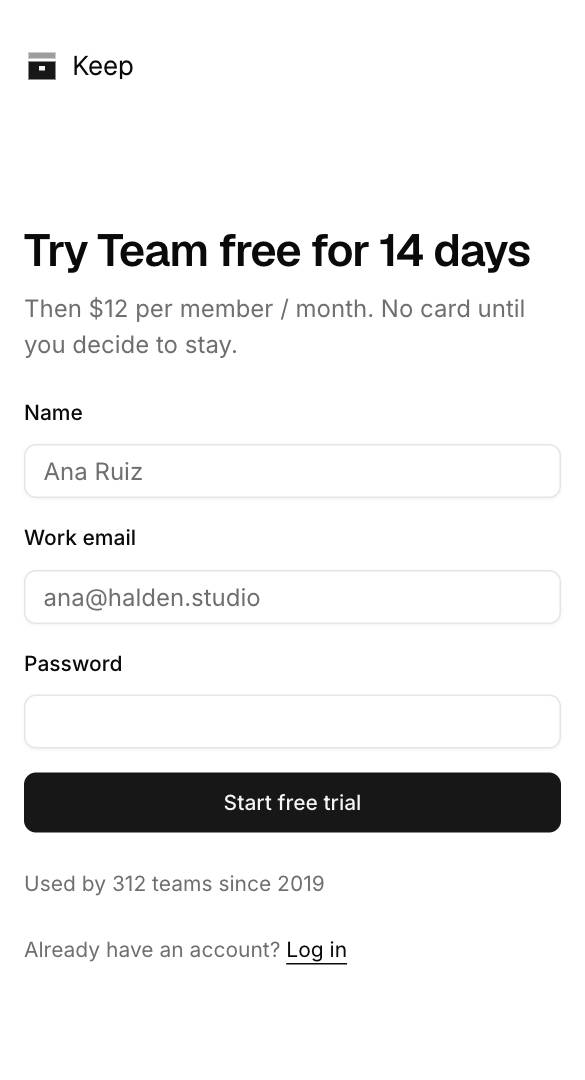 Keep
Try Team free for 14 days
Then $12 per member / month. No card until
you decide to stay.
Name
Ana Ruiz
Work email
ana@halden.studio
Password
Start free trial
Used by 312 teams since 2019
Already have an account? Log in